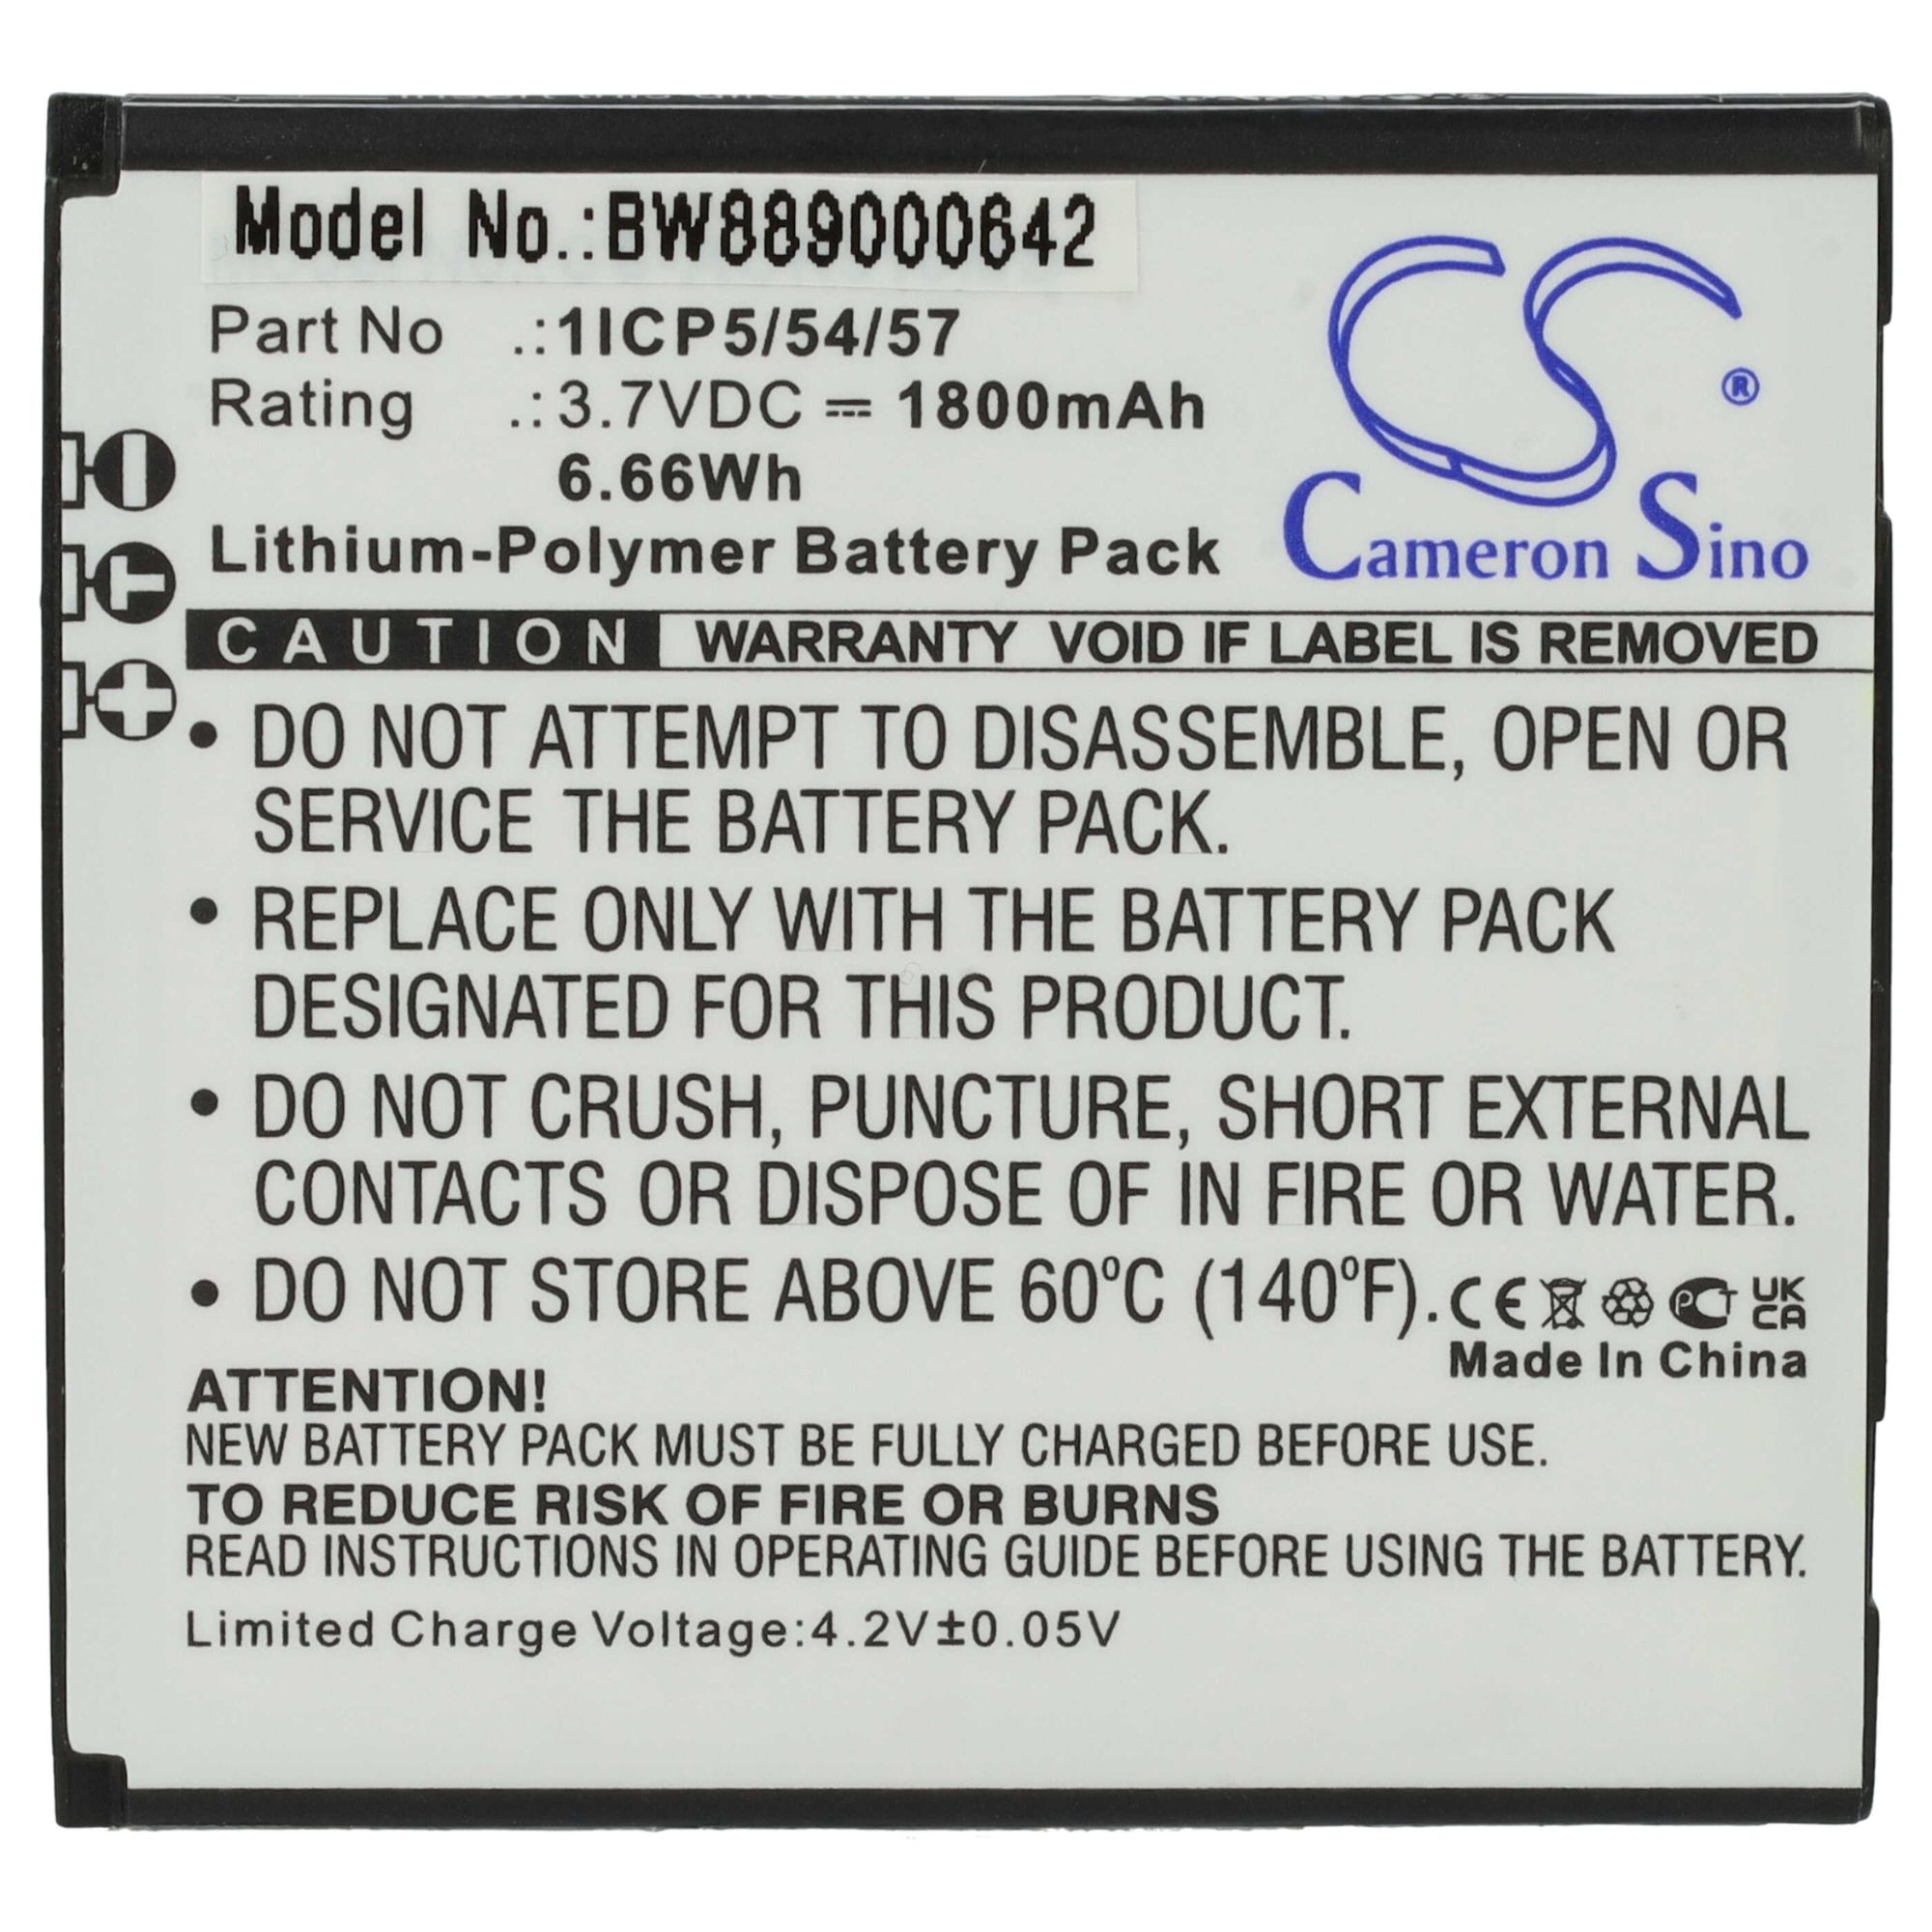 Model No.:BW889000642
Part No .:1ICP5/54/57
Rating .:3.7VDC ⎓ 1800mAh
6.66Wh
Lithium-Polymer Battery Pack
CS ®
Cameron Sino
CAUTION WARRANTY VOID IF LABEL IS REMOVED
• DO NOT ATTEMPT TO DISASSEMBLE, OPEN OR
SERVICE THE BATTERY PACK.
• REPLACE ONLY WITH THE BATTERY PACK
DESIGNATED FOR THIS PRODUCT.
• DO NOT CRUSH, PUNCTURE, SHORT EXTERNAL
CONTACTS OR DISPOSE OF IN FIRE OR WATER.
• DO NOT STORE ABOVE 60ºC (140ºF). CE PCT UK
CA
Made In China
ATTENTION!
NEW BATTERY PACK MUST BE FULLY CHARGED BEFORE USE.
TO REDUCE RISK OF FIRE OR BURNS
READ INSTRUCTIONS IN OPERATING GUIDE BEFORE USING THE BATTERY.
Limited Charge Voltage:4.2V±0.05V